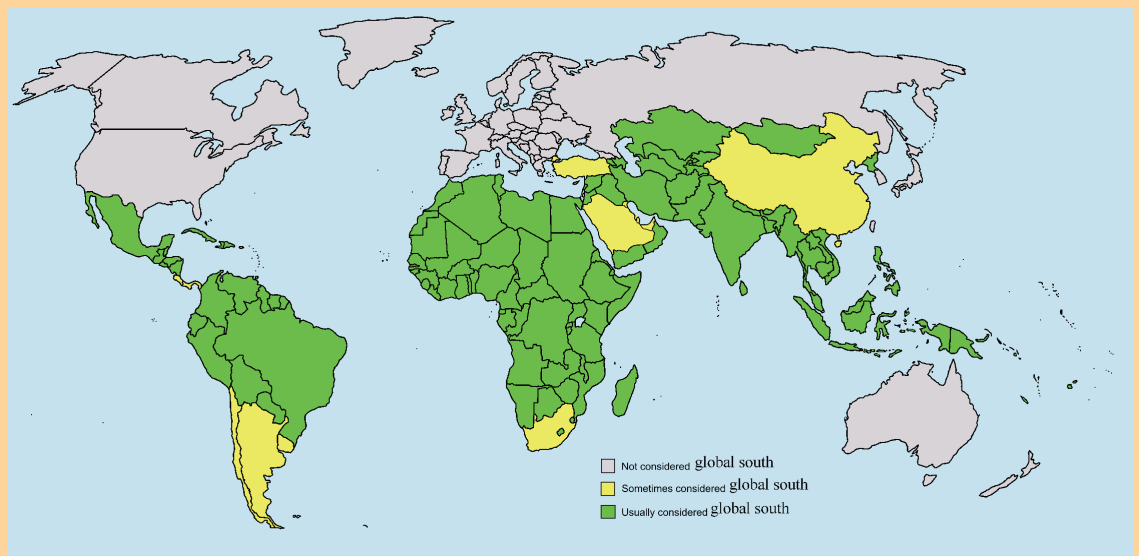 Not considered global south
Sometimes considered global south
Usually considered global south